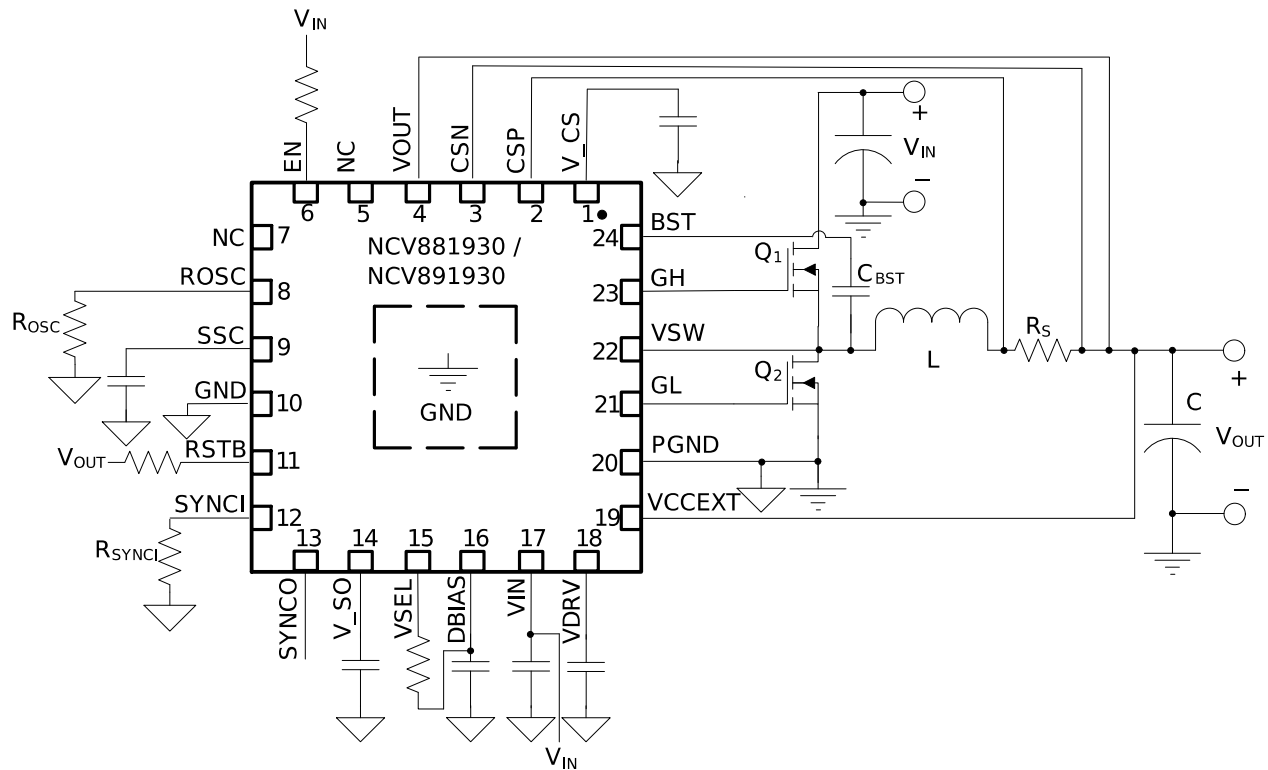 VIN
EN
NC
VOUT
CSN
CSP
V_CS
6
5
4
3
2
1
+
VIN
−
NC
7
NCV881930 /
NCV891930
24
BST
Q1
ROSC
8
23
GH
CBST
ROSC
SSC
9
22
VSW
RS
L
Q2
+
GND
10
GND
21
GL
C
VOUT
VOUT
RSTB
11
20
PGND
−
SYNCI
12
19
VCCEXT
RSYNCI
13
14
15
16
17
18
SYNCO
V_SO
VSEL
DBIAS
VIN
VDRV
VIN